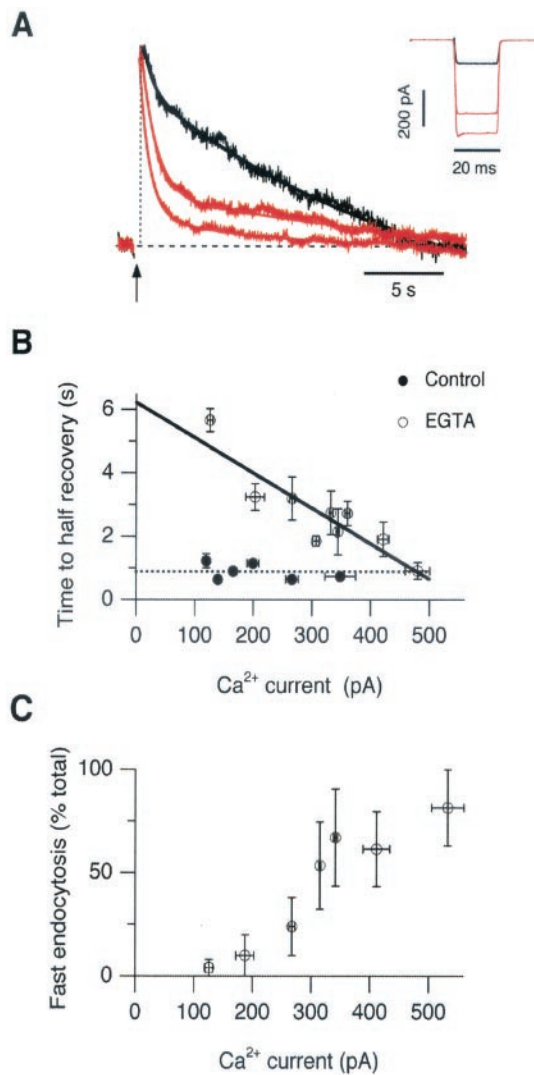 A
200 pA
20 ms
5 s
B
Time to half recovery (s)
6
4
2
0
Control
EGTA
0 100 200 300 400 500
Ca²⁺ current (pA)
C
Fast endocytosis (% total)
100
50
0
0 100 200 300 400 500
Ca²⁺ current (pA)